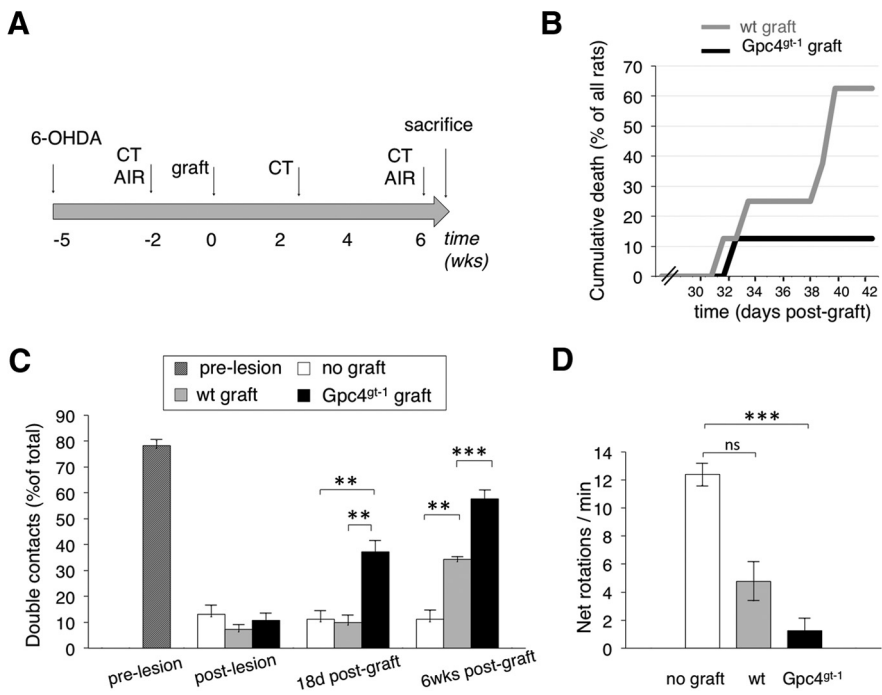 A
6-OHDA
CT
AIR
graft
CT
CT
AIR
sacrifice
-5 -2 0 2 4 6 time
(wks)
B
wt graft
Gpc4gt-1 graft
Cumulative death (% of all rats)
70
60
50
40
30
20
10
0
30 32 34 36 38 40 42
time (days post-graft)
C
pre-lesion no graft
wt graft Gpc4gt-1 graft
Double contacts (%of total)
90
80
70
60
50
40
30
20
10
0
**
**
**
***
pre-lesion post-lesion 18d post-graft 6wks post-graft
D
Net rotations / min
14
12
10
8
6
4
2
0
***
ns
no graft wt Gpc4gt-1